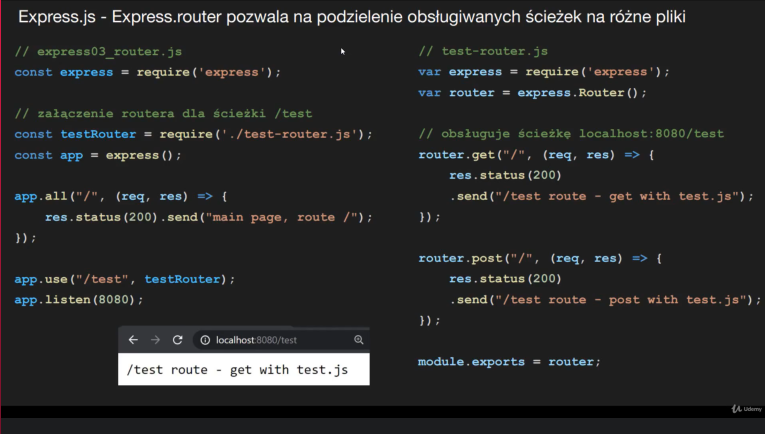 Express.js - Express.router pozwala na podzielenie obsługiwanych ścieżek na różne pliki
// express03_router.js
const express = require('express');
// załączenie routera dla ścieżki /test
const testRouter = require('./test-router.js');
const app = express();
app.all("/", (req, res) => {
res.status(200).send("main page, route /");
});
app.use("/test", testRouter);
app.listen(8080);
localhost:8080/test
/test route - get with test.js
// test-router.js
var express = require('express');
var router = express.Router();
// obsługuje ścieżkę localhost:8080/test
router.get("/", (req, res) => {
res.status(200)
.send("/test route - get with test.js");
});
router.post("/", (req, res) => {
res.status(200)
.send("/test route - post with test.js");
});
module.exports = router;
Udemy